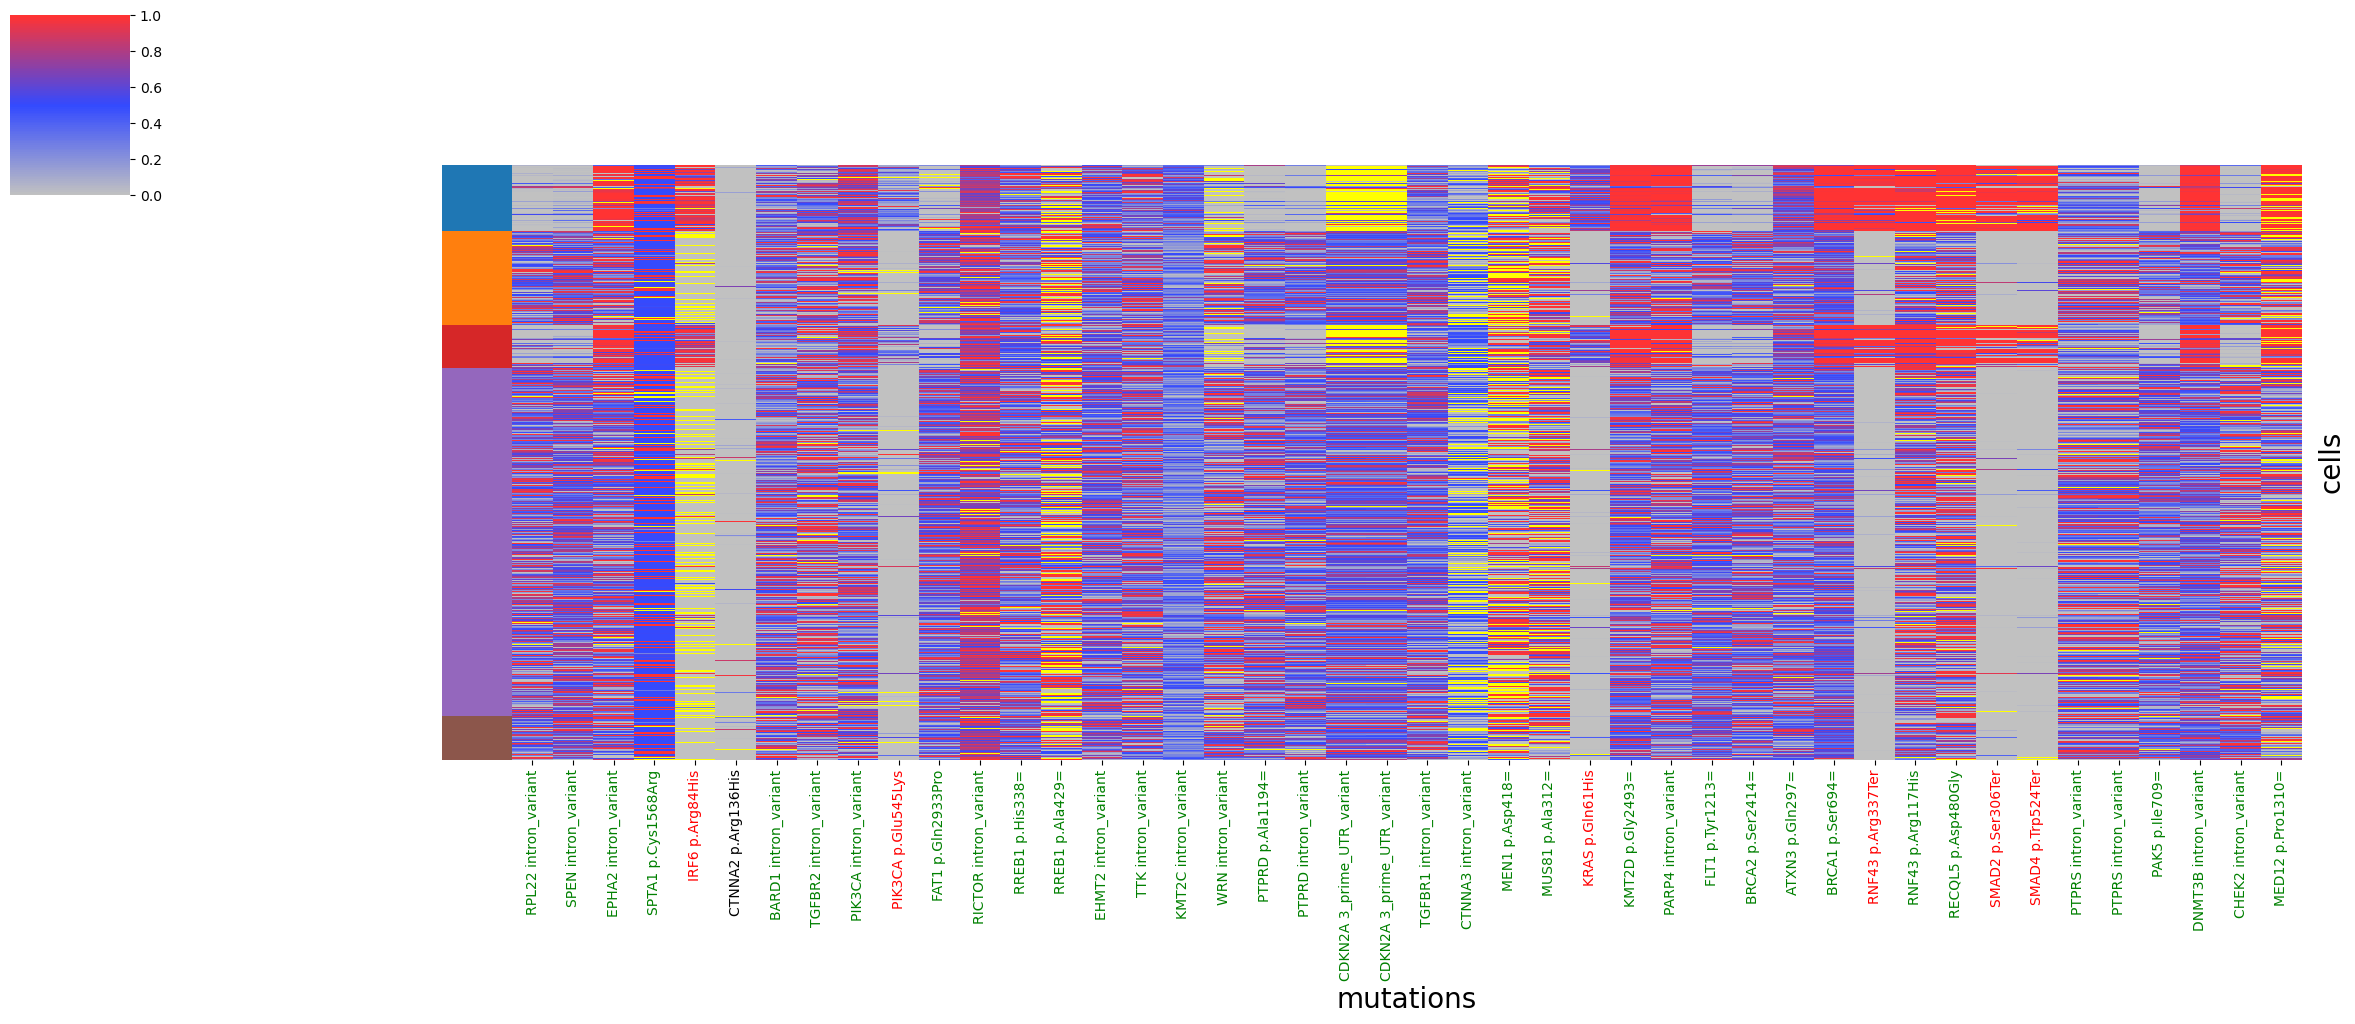 1.0
0.8
0.6
0.4
0.2
0.0
cells
RPL22 intron_variant
SPEN intron_variant
EPHA2 intron_variant
SPTA1 p.Cys1568Arg
IRF6 p.Arg84His
CTNNA2 p.Arg136His
BARD1 intron_variant
TGFBR2 intron_variant
PIK3CA intron_variant
PIK3CA p.Glu545Lys
FAT1 p.Gln2933Pro
RICTOR intron_variant
RREB1 p.His338=
RREB1 p.Ala429=
EHMT2 intron_variant
TTK intron_variant
KMT2C intron_variant
WRN intron_variant
PTPRD p.Ala1194=
PTPRD intron_variant
CDKN2A 3_prime_UTR_variant
CDKN2A 3_prime_UTR_variant
TGFBR1 intron_variant
CTNNA3 intron_variant
MEN1 p.Asp418=
MUS81 p.Ala312=
KRAS p.Gln61His
KMT2D p.Gly2493=
PARP4 intron_variant
FLT1 p.Tyr1213=
BRCA2 p.Ser2414=
ATXN3 p.Gln297=
BRCA1 p.Ser694=
RNF43 p.Arg337Ter
RNF43 p.Arg117His
RECQL5 p.Asp480Gly
SMAD2 p.Ser306Ter
SMAD4 p.Trp524Ter
PTPRS intron_variant
PTPRS intron_variant
PAK5 p.Ile709=
DNMT3B intron_variant
CHEK2 intron_variant
MED12 p.Pro1310=
mutations